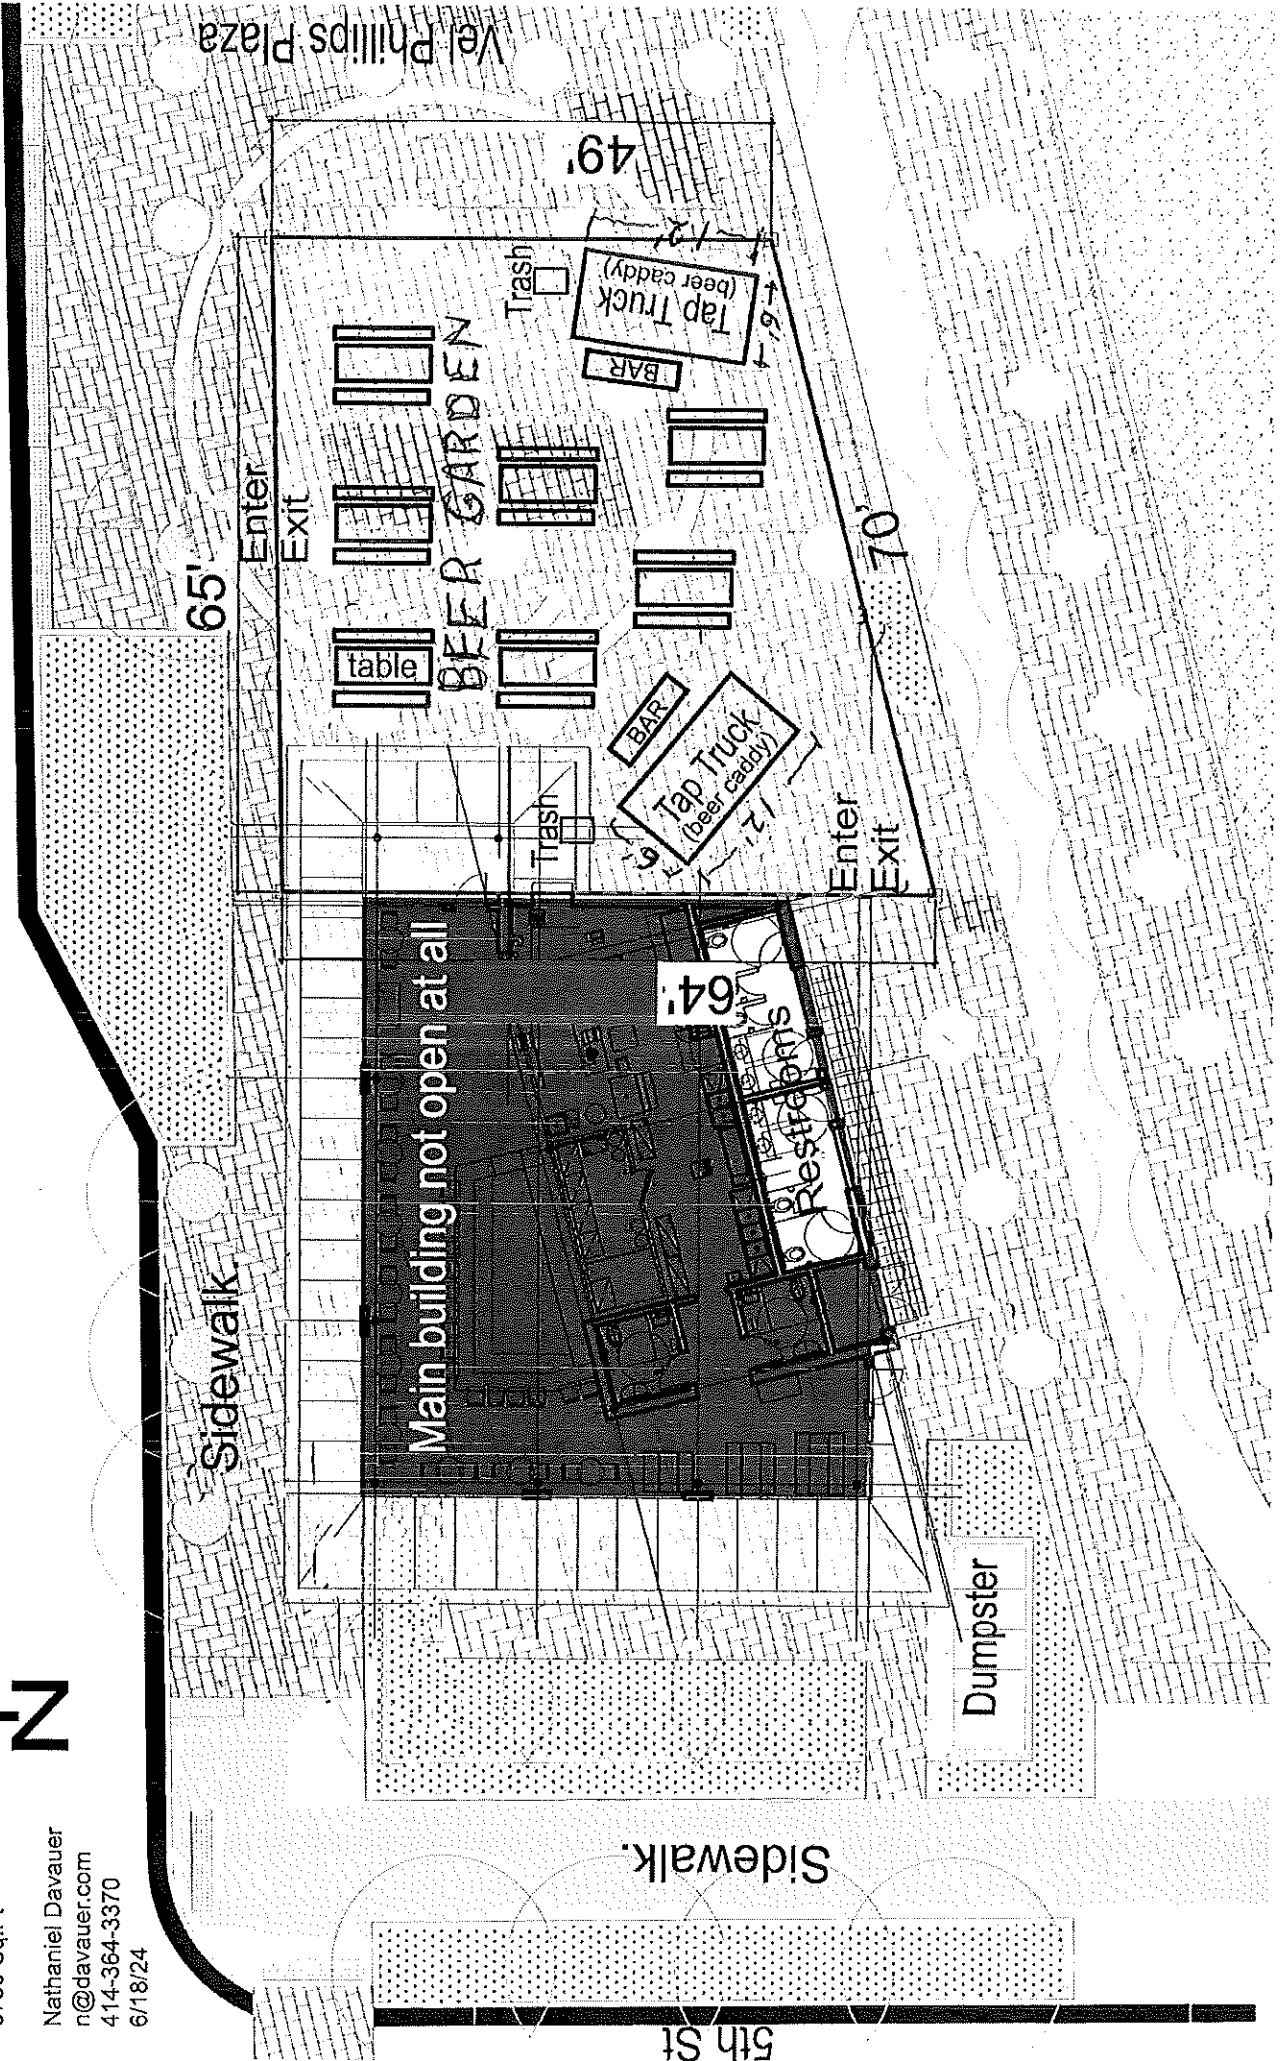 N
Nathaniel Davauer
n@davauer.com
414-364-3370
6/18/24
Sidewalk
65'
Enter
Exit
Vel Phillips Plaza
49'
Main building not open at all
table
BEER GARDEN
Trash
Trash
BAR
Tap Truck
(beer caddy)
12'
6'
BAR
Tap Truck
(beer caddy)
12'
6'
64'
Restrooms
Enter
Exit
70'
Dumpster
Sidewalk.
5th St